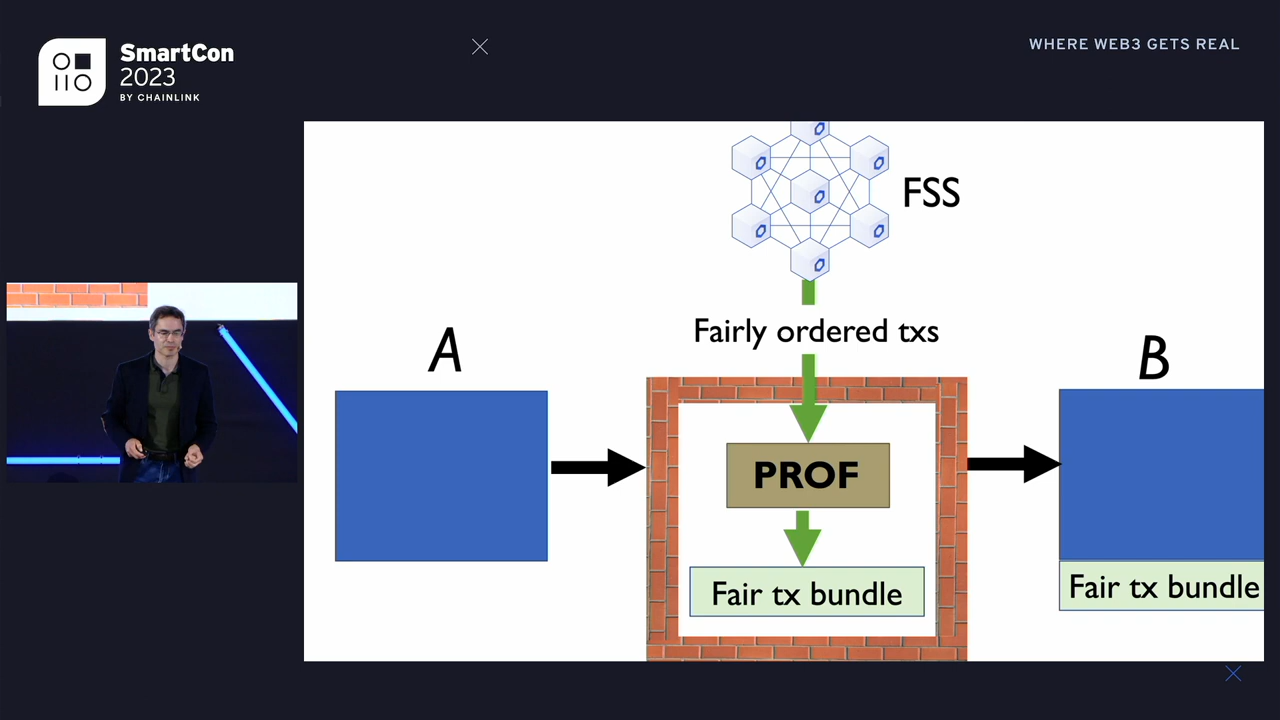 SmartCon
2023
BY CHAINLINK
WHERE WEB3 GETS REAL
FSS
Fairly ordered txs
A
B
PROF
Fair tx bundle
Fair tx bundle